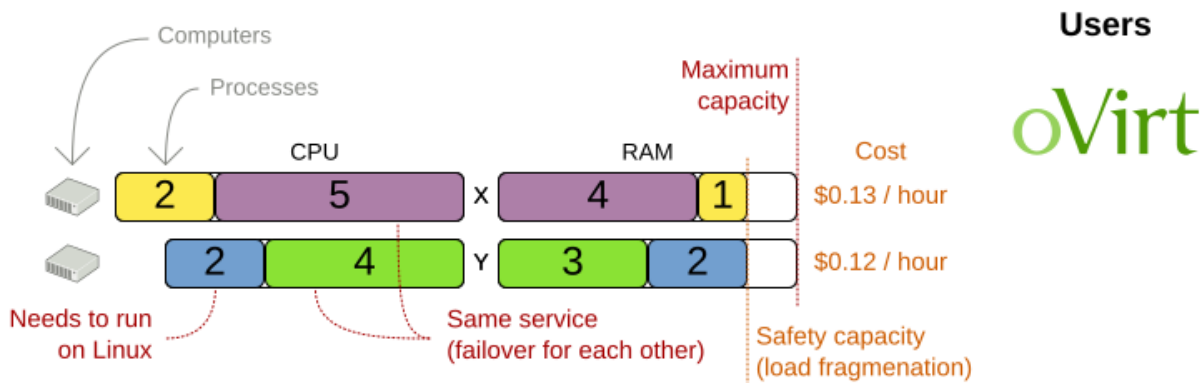 Users
oVirt
Computers
Processes
Maximum
capacity
CPU
RAM
Cost
2
5
X
4
1
$0.13 / hour
2
4
Y
3
2
$0.12 / hour
Needs to run
on Linux
Same service
(failover for each other)
Safety capacity
(load fragmenation)